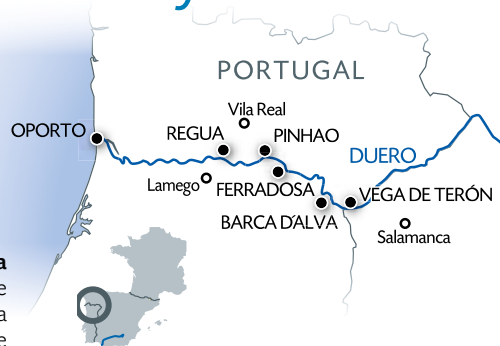 PORTUGAL
Vila Real
OPORTO
REGUA
PINHAO
DUERO
Lamego
FERRADOSA
VEGA DE TERÓN
BARCA D'ALVA
Salamanca
a
e
a
e